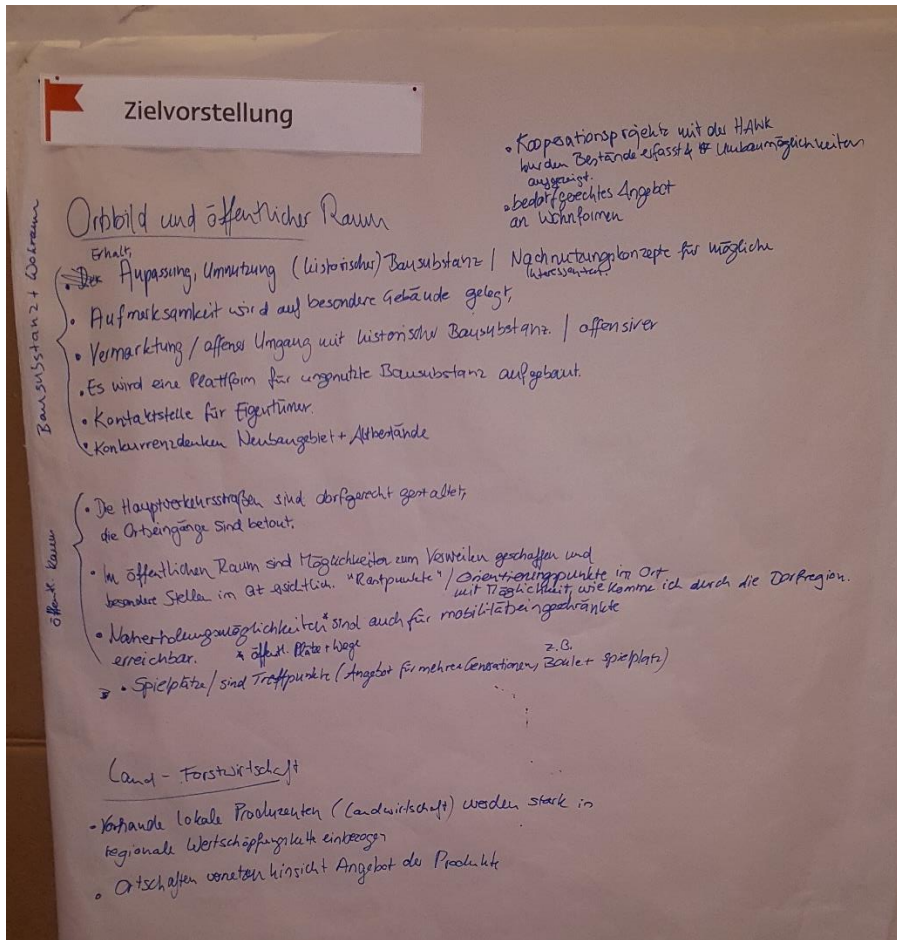 Zielvorstellung
• Kooperationsprojekte mit der HAWK
wurden Bestände erfasst & Umbaumöglichkeiten
aufgezeigt.
• bedarfgerechtes Angebot
an Wohnformen
Ortsbild und öffentlicher Raum
Bausubstanz + Wohraum
Erhalt,
• Anpassung, Umnutzung (historischer) Bausubstanz / Nachnutzungskonzepte für mögliche
Interessenten.
• Aufmerksamkeit wird auf besondere Gebäude gelegt,
• Vermarktung / offener Umgang mit historischer Bausubstanz. / offensiver
• Es wird eine Plattform für ungenutzte Bausubstanz aufgebaut.
• Kontaktstelle für Eigentümer.
• Konkurrenzdenken Neubaugebiet + Altbestände
öffentl. Raum
• Die Hauptverkehrsstraßen sind dorfgerecht gestaltet,
die Ortseingänge sind betont.
• Im öffentlichen Raum sind Möglichkeiten zum Verweilen geschaffen und
besondere Stellen im Ort ersichtlich. "Rastpunkte" / Orientierungspunkte im Ort
mit Möglichkeit, wie komme ich durch die Dorfregion.
• Naherholungsmöglichkeiten* sind auch für mobilitätseingeschränkte
erreichbar. * öffentl. Plätze + Wege
z.B.
• Spielplätze / sind Treffpunkte (Angebot für mehrere Generationen, Boule + Spielplatz)
Land - Forstwirtschaft
• Vorhande lokale Produzenten (Landwirtschaft) werden stark in
regionale Wertschöpfungskette einbezogen
• Ortschaften vernetzen hinsicht Angebot der Produkte